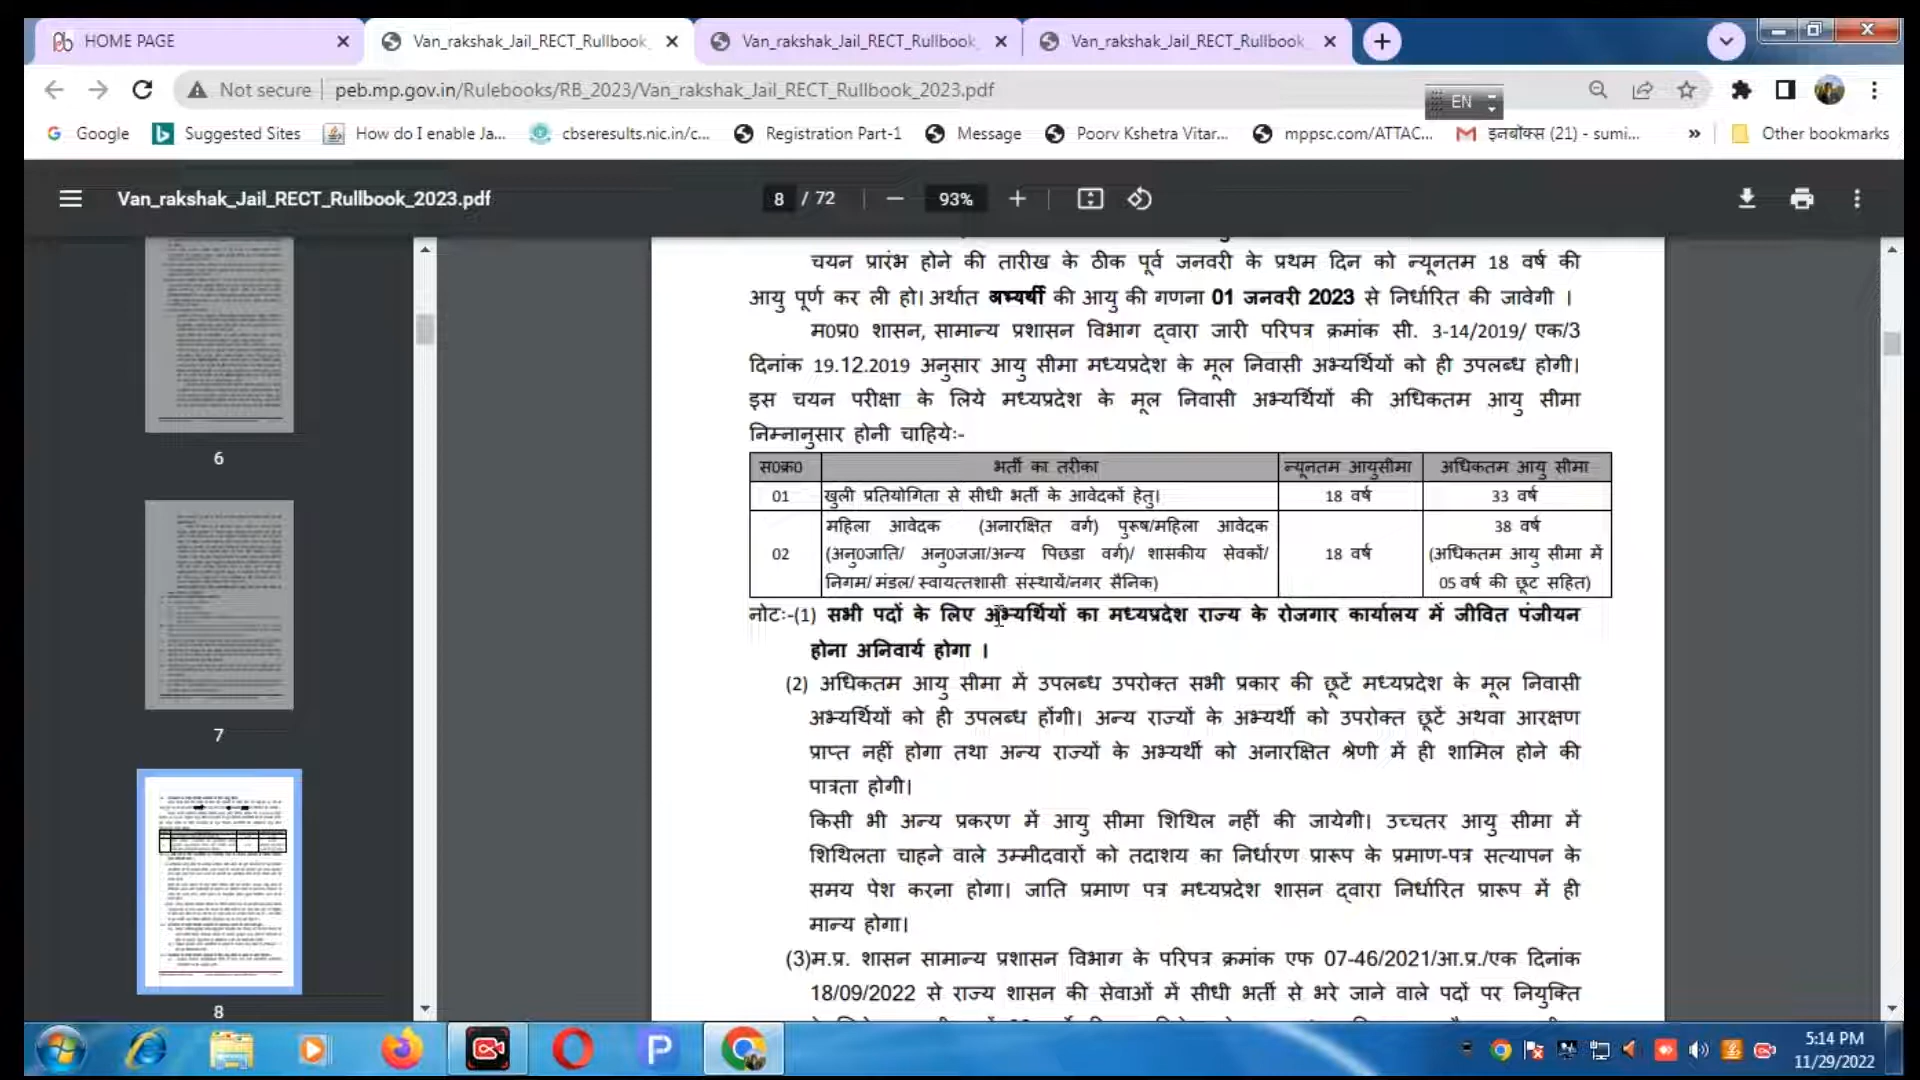 HOME PAGE
Van_rakshak_Jail_RECT_Rullbook_
Van_rakshak_Jail_RECT_Rullbook_
Van_rakshak_Jail_RECT_Rullbook_
Not secure
peb.mp.gov.in/Rulebooks/RB_2023/Van_rakshak_Jail_RECT_Rullbook_2023.pdf
EN
Google
Suggested Sites
How do I enable Ja...
cbseresults.nic.in/c...
Registration Part-1
Message
Poorv Kshetra Vitar...
mppsc.com/ATTAC...
इनबॉक्स (21) - sumi...
»
Other bookmarks
Van_rakshak_Jail_RECT_Rullbook_2023.pdf
8 / 72
93%
6
7
8
चयन प्रारंभ होने की तारीख के ठीक पूर्व जनवरी के प्रथम दिन को न्यूनतम 18 वर्ष की
आयु पूर्ण कर ली हो। अर्थात अभ्यर्थी की आयु की गणना 01 जनवरी 2023 से निर्धारित की जावेगी ।
म0प्र0 शासन, सामान्य प्रशासन विभाग द्वारा जारी परिपत्र क्रमांक सी. 3-14/2019/ एक/3
दिनांक 19.12.2019 अनुसार आयु सीमा मध्यप्रदेश के मूल निवासी अभ्यर्थियों को ही उपलब्ध होगी।
इस चयन परीक्षा के लिये मध्यप्रदेश के मूल निवासी अभ्यर्थियों की अधिकतम आयु सीमा
निम्नानुसार होनी चाहिये:-
स0क्र0 भर्ती का तरीका न्यूनतम आयुसीमा अधिकतम आयु सीमा
01 खुली प्रतियोगिता से सीधी भर्ती के आवेदकों हेतु। 18 वर्ष 33 वर्ष
महिला आवेदक (अनारक्षित वर्ग) पुरूष/महिला आवेदक 38 वर्ष
02 (अनु0जाति/ अनु0जजा/अन्य पिछडा वर्ग)/ शासकीय सेवकों/ 18 वर्ष (अधिकतम आयु सीमा में
निगम/ मंडल/ स्वायत्तशासी संस्थायें/नगर सैनिक) 05 वर्ष की छूट सहित)
नोट:-(1) सभी पदों के लिए अभ्यर्थियों का मध्यप्रदेश राज्य के रोजगार कार्यालय में जीवित पंजीयन
होना अनिवार्य होगा ।
(2) अधिकतम आयु सीमा में उपलब्ध उपरोक्त सभी प्रकार की छूटें मध्यप्रदेश के मूल निवासी
अभ्यर्थियों को ही उपलब्ध होंगी। अन्य राज्यों के अभ्यर्थी को उपरोक्त छूटें अथवा आरक्षण
प्राप्त नहीं होगा तथा अन्य राज्यों के अभ्यर्थी को अनारक्षित श्रेणी में ही शामिल होने की
पात्रता होगी।
किसी भी अन्य प्रकरण में आयु सीमा शिथिल नहीं की जायेगी। उच्चतर आयु सीमा में
शिथिलता चाहने वाले उम्मीदवारों को तदाशय का निर्धारण प्रारूप के प्रमाण-पत्र सत्यापन के
समय पेश करना होगा। जाति प्रमाण पत्र मध्यप्रदेश शासन द्वारा निर्धारित प्रारूप में ही
मान्य होगा।
(3)म.प्र. शासन सामान्य प्रशासन विभाग के परिपत्र क्रमांक एफ 07-46/2021/आ.प्र./एक दिनांक
18/09/2022 से राज्य शासन की सेवाओं में सीधी भर्ती से भरे जाने वाले पदों पर नियुक्ति
5:14 PM
11/29/2022